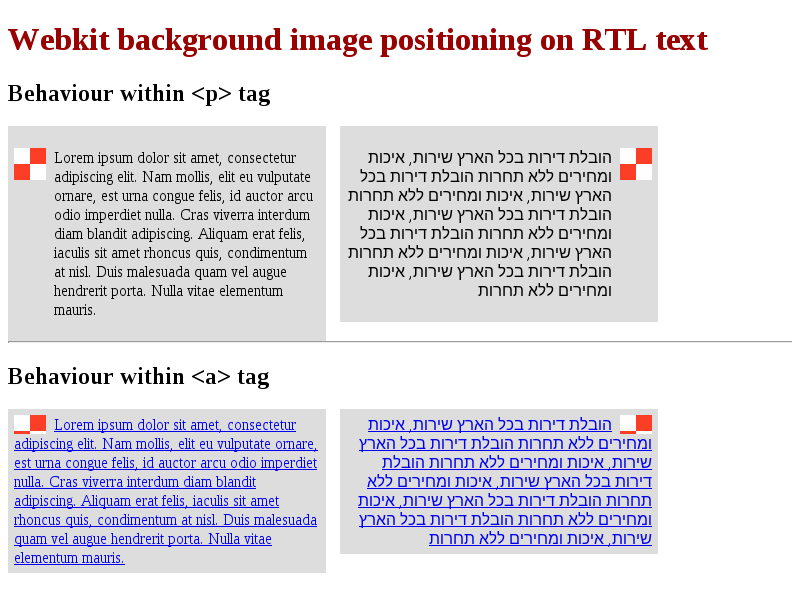 Webkit background image positioning on RTL text
Behaviour within <p> tag
Lorem ipsum dolor sit amet, consectetur
adipiscing elit. Nam mollis, elit eu vulputate
ornare, est urna congue felis, id auctor arcu
odio imperdiet nulla. Cras viverra interdum
diam blandit adipiscing. Aliquam erat felis,
iaculis sit amet rhoncus quis, condimentum
at nisl. Duis malesuada quam vel augue
hendrerit porta. Nulla vitae elementum
mauris.
הובלת דירות בכל הארץ שירות, איכות
ומחירים ללא תחרות הובלת דירות בכל
הארץ שירות, איכות ומחירים ללא תחרות
הובלת דירות בכל הארץ שירות, איכות
ומחירים ללא תחרות הובלת דירות בכל
הארץ שירות, איכות ומחירים ללא תחרות
הובלת דירות בכל הארץ שירות, איכות
ומחירים ללא תחרות
Behaviour within <a> tag
Lorem ipsum dolor sit amet, consectetur
adipiscing elit. Nam mollis, elit eu vulputate ornare,
est urna congue felis, id auctor arcu odio imperdiet
nulla. Cras viverra interdum diam blandit
adipiscing. Aliquam erat felis, iaculis sit amet
rhoncus quis, condimentum at nisl. Duis malesuada
quam vel augue hendrerit porta. Nulla vitae
elementum mauris.
הובלת דירות בכל הארץ שירות, איכות
ומחירים ללא תחרות הובלת דירות בכל הארץ
שירות, איכות ומחירים ללא תחרות הובלת
דירות בכל הארץ שירות, איכות ומחירים ללא
תחרות הובלת דירות בכל הארץ שירות, איכות
ומחירים ללא תחרות הובלת דירות בכל הארץ
שירות, איכות ומחירים ללא תחרות